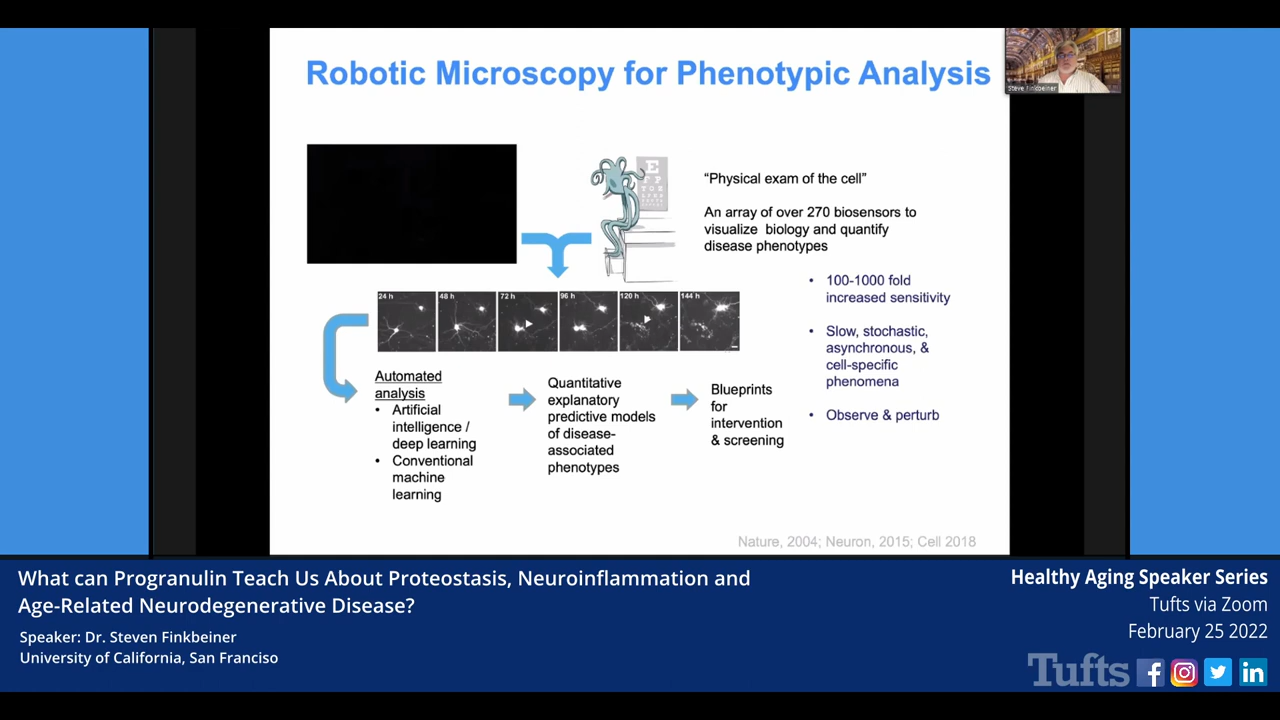 Robotic Microscopy for Phenotypic Analysis
Steve Finkbeiner
E
“Physical exam of the cell”
An array of over 270 biosensors to
visualize biology and quantify
disease phenotypes
• 100-1000 fold
increased sensitivity
• Slow, stochastic,
asynchronous, &
cell-specific
phenomena
• Observe & perturb
24 h
48 h
72 h
96 h
120 h
144 h
Automated
analysis
• Artificial
intelligence /
deep learning
• Conventional
machine
learning
Quantitative
explanatory
predictive models
of disease-
associated
phenotypes
Blueprints
for
intervention
& screening
Nature, 2004; Neuron, 2015; Cell 2018
What can Progranulin Teach Us About Proteostasis, Neuroinflammation and
Age-Related Neurodegenerative Disease?
Speaker: Dr. Steven Finkbeiner
University of California, San Franciso
Healthy Aging Speaker Series
Tufts via Zoom
February 25 2022
Tufts